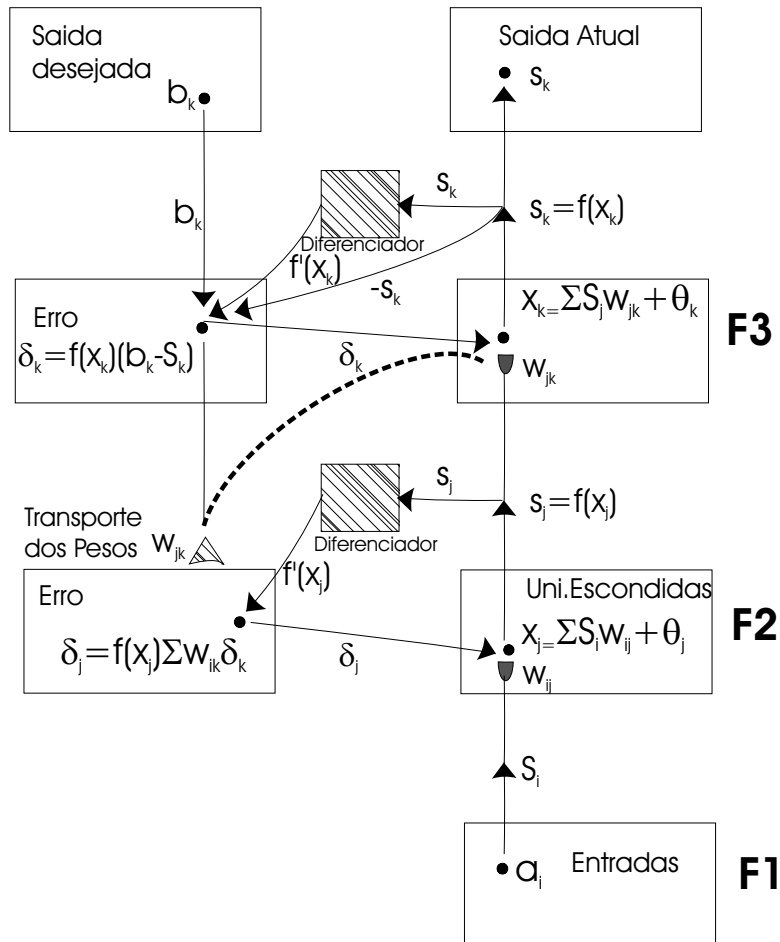 Saida
desejada
b_k
Saida Atual
s_k
b_k
s_k
Diferenciador
s_k=f(x_k)
f'(x_k)
-s_k
Erro
δ_k=f(x_k)(b_k-S_k)
δ_k
x_k=ΣS_jw_jk+θ_k
w_jk
F3
Transporte
dos Pesos
w_jk
s_j
Diferenciador
s_j=f(x_j)
f'(x_j)
Erro
δ_j=f(x_j)Σw_ikδ_k
δ_j
Uni.Escondidas
x_j=ΣS_iw_ij+θ_j
w_ij
F2
S_i
a_i
Entradas
F1